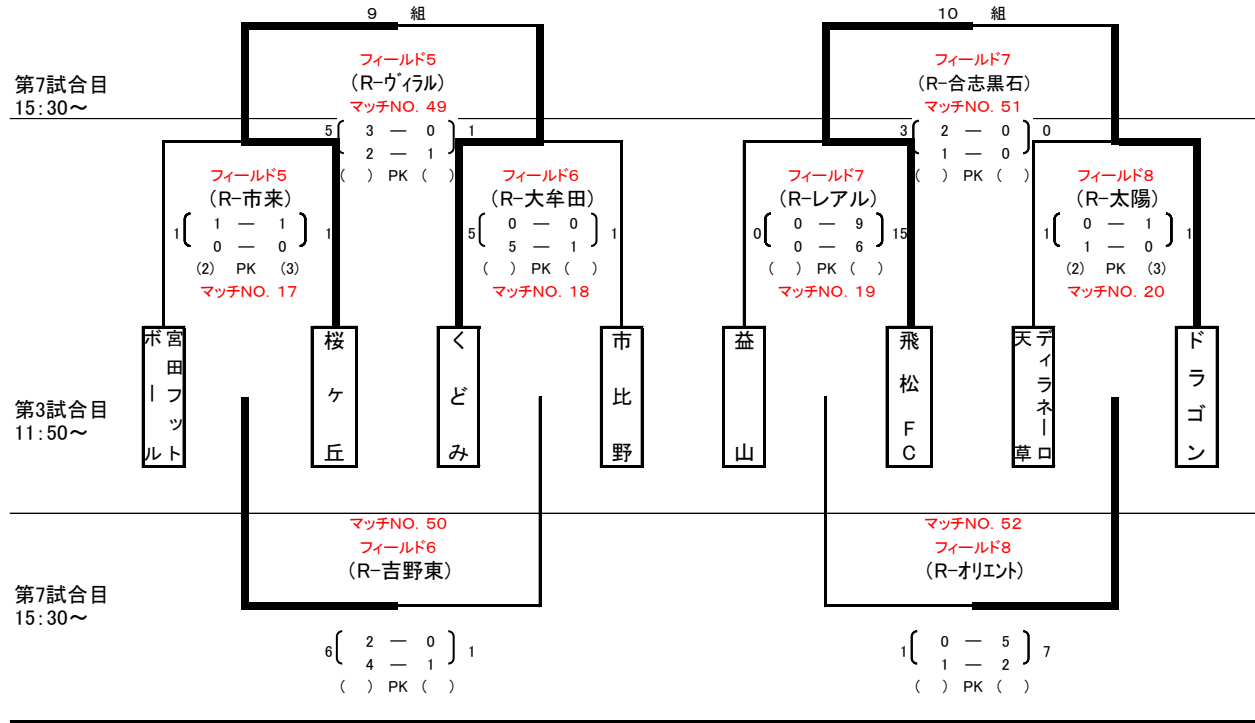 9 組
10 組
第7試合目
15:30～
フィールド5
(R-ヴィラル)
マッチNO. 49
5 3 — 0 1
2 — 1
( ) PK ( )
フィールド7
(R-合志黒石)
マッチNO. 51
3 2 — 0 0
1 — 0
( ) PK ( )
フィールド5
(R-市来)
1 1 — 1 1
0 — 0
(2) PK (3)
マッチNO. 17
フィールド6
(R-大牟田)
5 0 — 0 1
5 — 1
( ) PK ( )
マッチNO. 18
フィールド7
(R-レアル)
0 0 — 9 15
0 — 6
( ) PK ( )
マッチNO. 19
フィールド8
(R-太陽)
1 0 — 1 1
1 — 0
(2) PK (3)
マッチNO. 20
第3試合目
11:50～
宮田フット
ボール
桜ヶ丘
くどみ
市比野
益山
飛松FC
ディラネーロ
天草
ドラゴン
第7試合目
15:30～
マッチNO. 50
フィールド6
(R-吉野東)
6 2 — 0 1
4 — 1
( ) PK ( )
マッチNO. 52
フィールド8
(R-オリエント)
1 0 — 5 7
1 — 2
( ) PK ( )